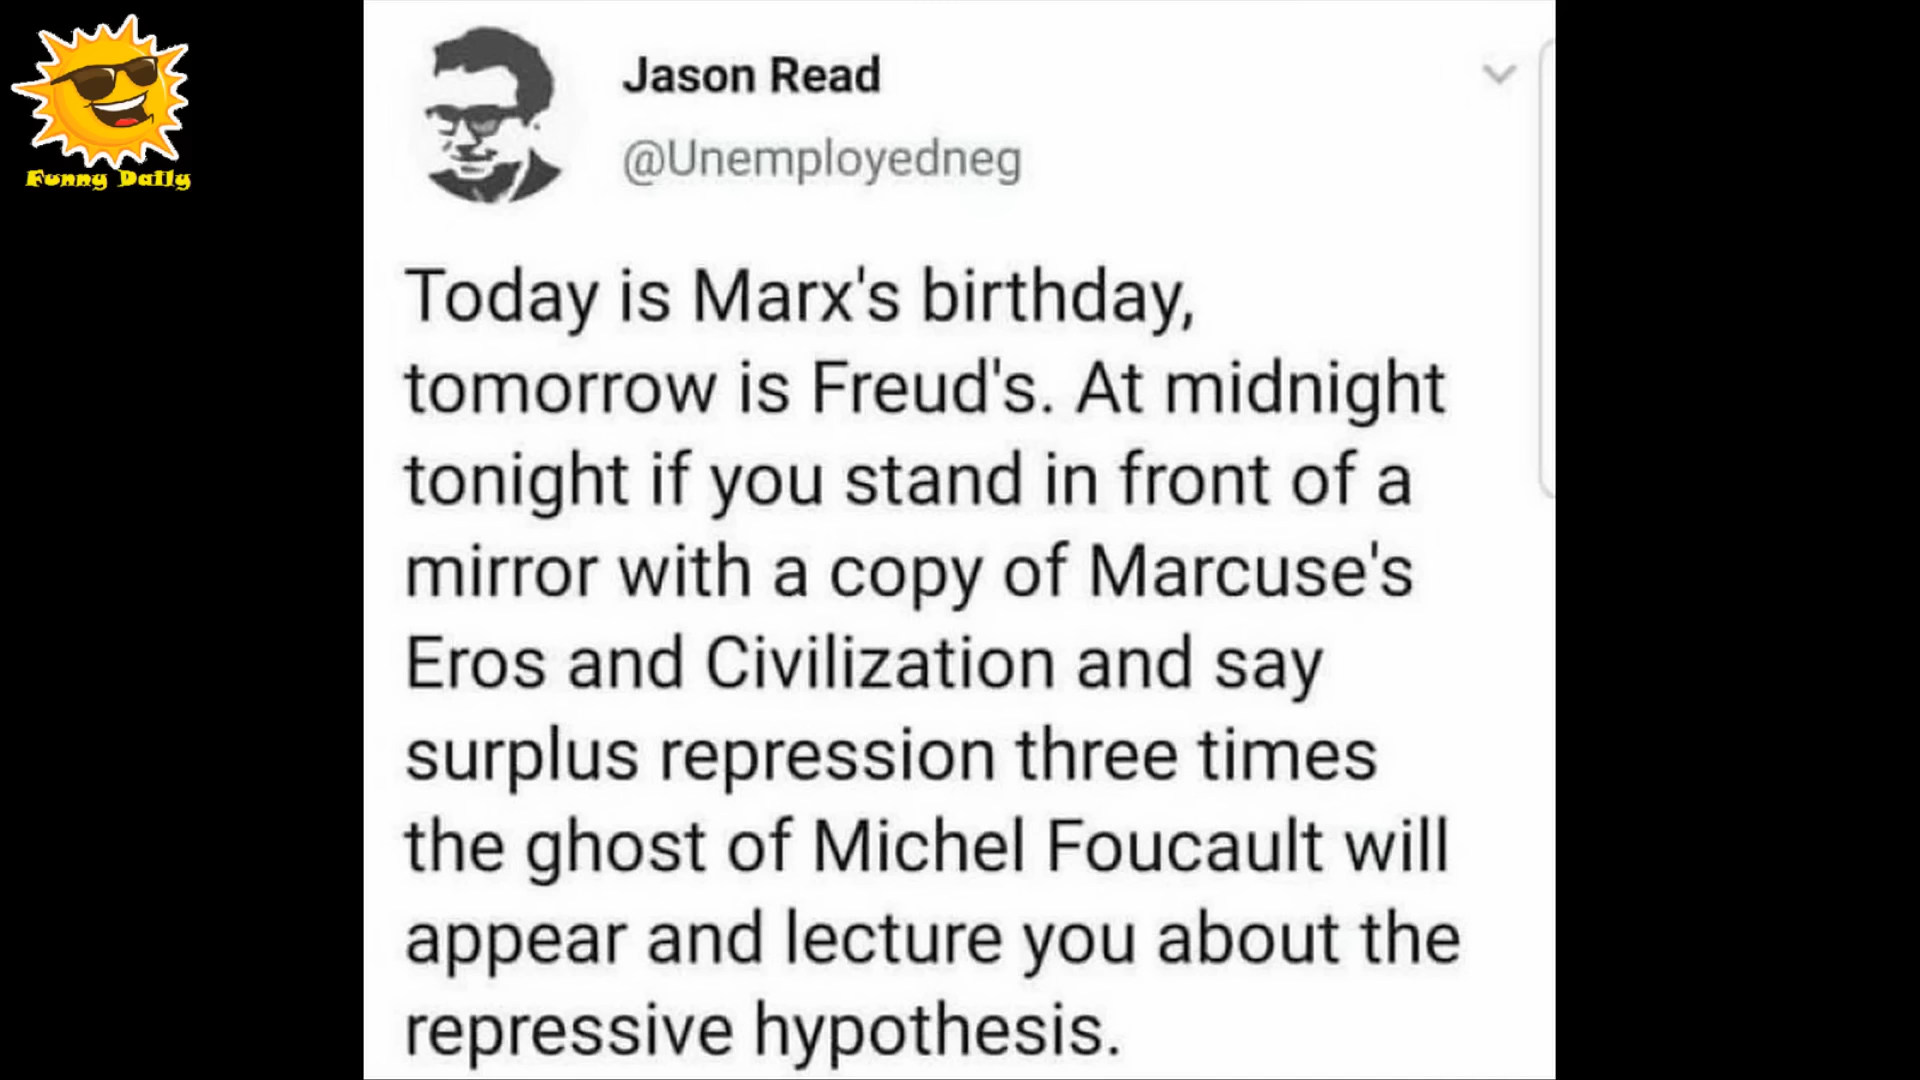 Funny Daily
Jason Read
@Unemployedneg
Today is Marx's birthday,
tomorrow is Freud's. At midnight
tonight if you stand in front of a
mirror with a copy of Marcuse's
Eros and Civilization and say
surplus repression three times
the ghost of Michel Foucault will
appear and lecture you about the
repressive hypothesis.